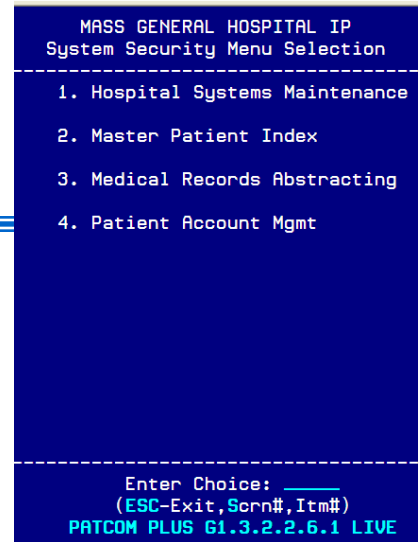 MASS GENERAL HOSPITAL IP
System Security Menu Selection
1. Hospital Systems Maintenance
2. Master Patient Index
3. Medical Records Abstracting
4. Patient Account Mgmt
Enter Choice: _____
(ESC-Exit,Scrn#,Itm#)
PATCOM PLUS G1.3.2.2.6.1 LIVE